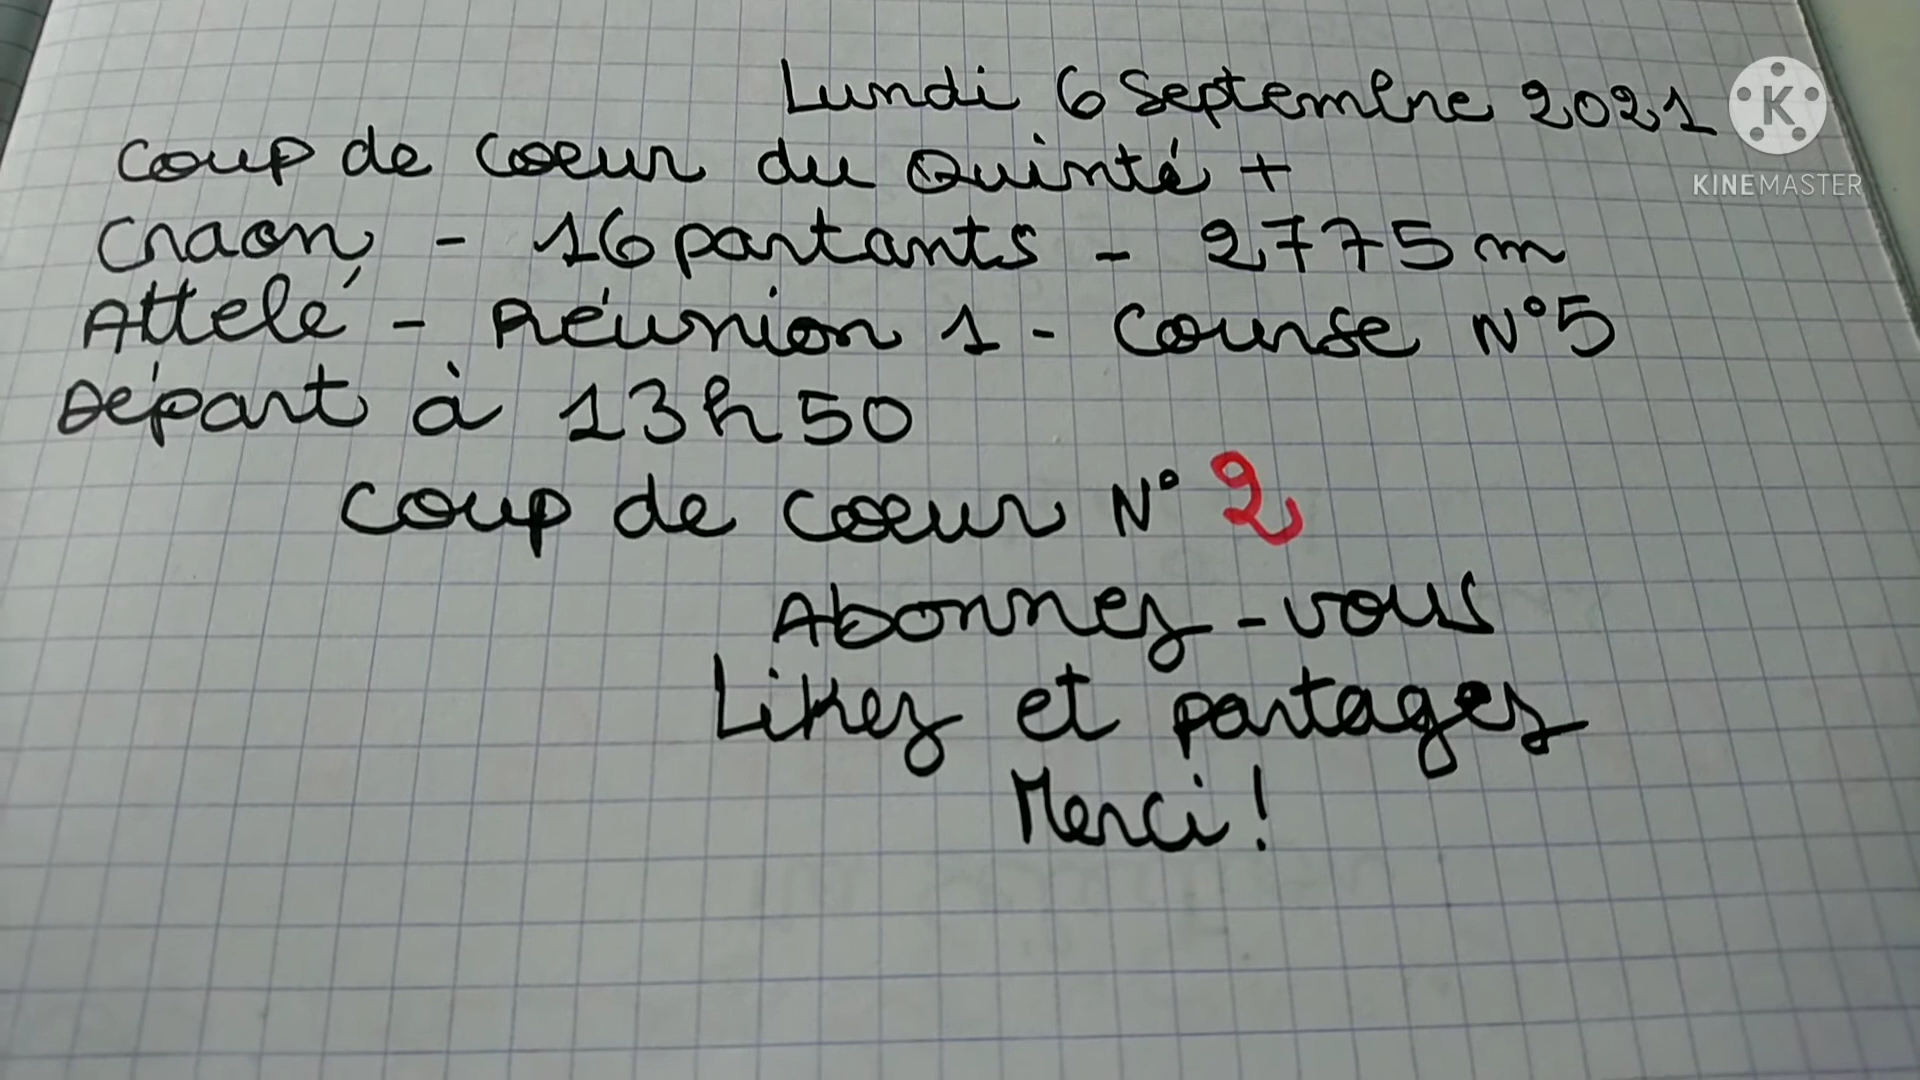 Lundi 6 Septembre 2021
K
KINEMASTER
Coup de coeur du Quinté +
Craon - 16 partants - 2775 m
Attelé - Réunion 1 - Course N°5
Départ à 13h50
Coup de coeur N° 2
Abonnez-vous
Likez et partagez
Merci !